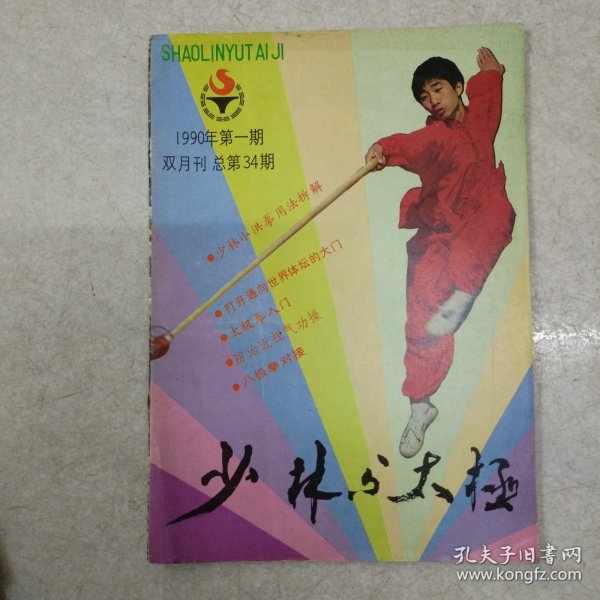 SHAOLINYUTAIJI
1990年第一期
双月刊 总第34期
●少林小洪拳用法拆解
●打开通向世界体坛的大门
●太极拳入门
●防治近视气功操
●八极拳对接
少林与太极
孔夫子旧书网
www.kongfz.com